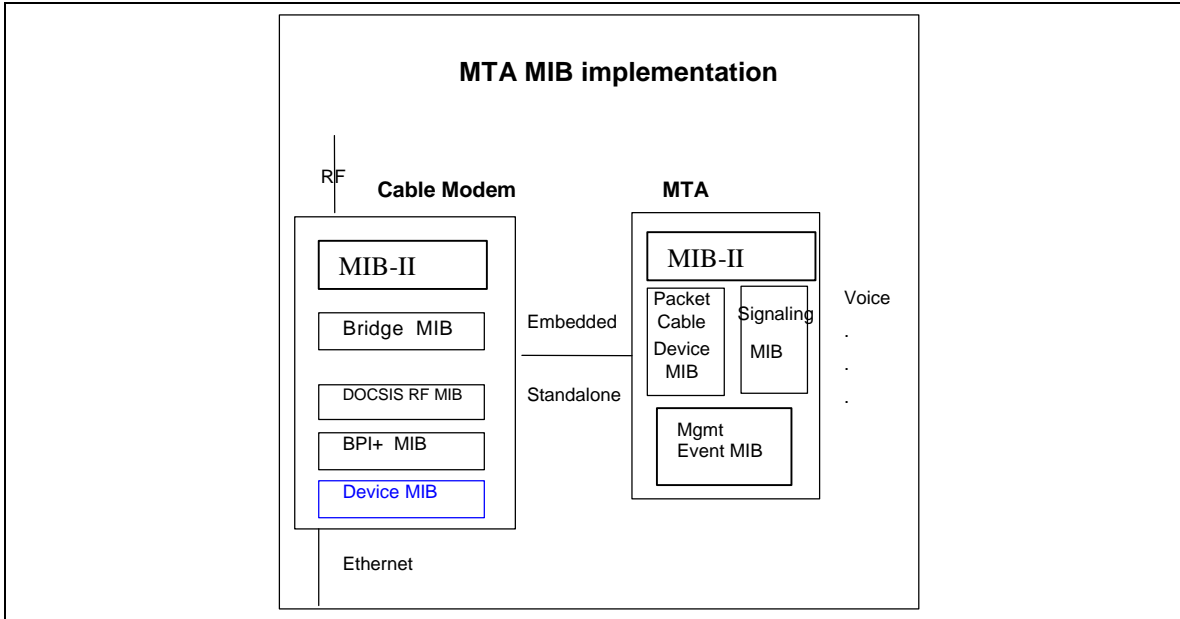 MTA MIB implementation
RF
Cable Modem
MTA
MIB-II
Bridge MIB
DOCSIS RF MIB
BPI+ MIB
Device MIB
Ethernet
Embedded
Standalone
MIB-II
Packet
Cable
Device
MIB
Signaling
MIB
Mgmt
Event MIB
Voice
.
.
.